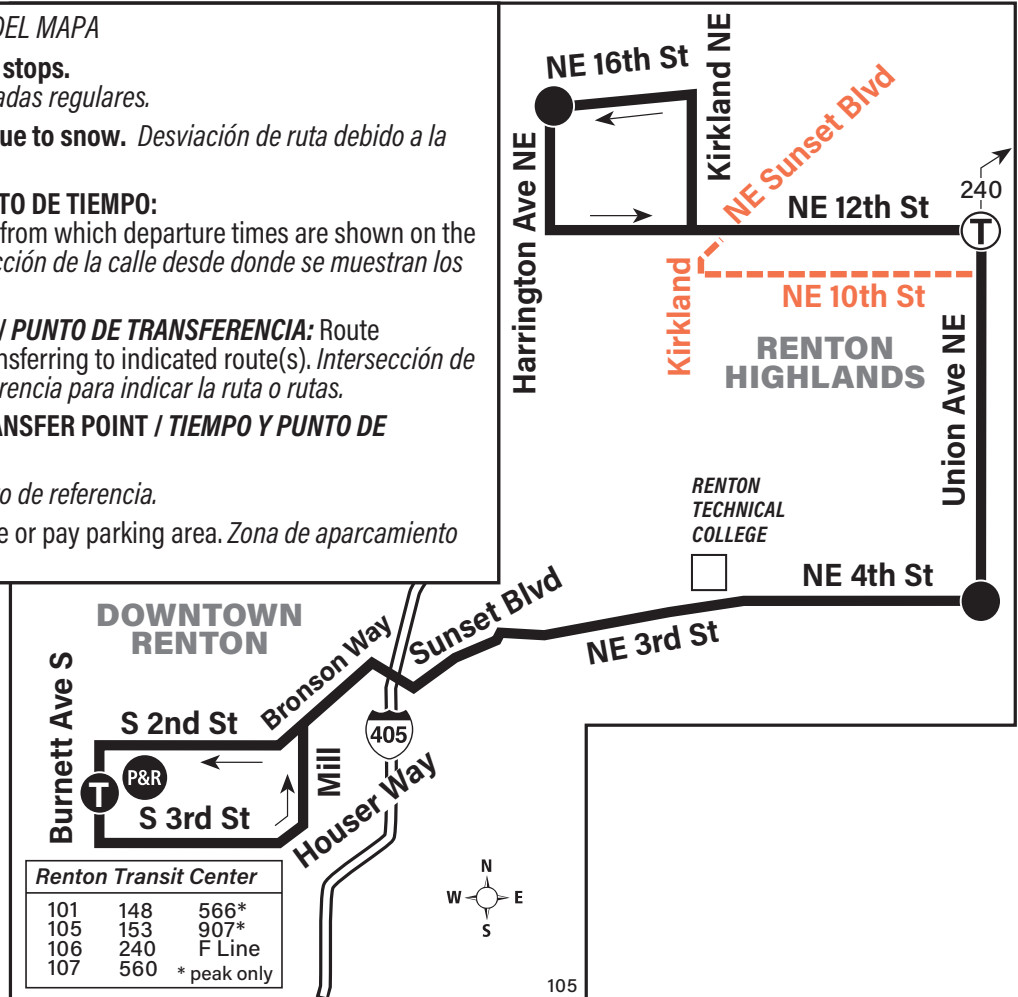 DEL MAPA
stops.
adas regulares.
ue to snow. Desviación de ruta debido a la
TO DE TIEMPO:
from which departure times are shown on the
cción de la calle desde donde se muestran los
/ PUNTO DE TRANSFERENCIA: Route
nsferring to indicated route(s). Intersección de
erencia para indicar la ruta o rutas.
ANSFER POINT / TIEMPO Y PUNTO DE
o de referencia.
e or pay parking area. Zona de aparcamiento
NE 16th St
Kirkland NE
Harrington Ave NE
NE Sunset Blvd
NE 12th St
240
T
Kirkland
NE 10th St
RENTON
HIGHLANDS
Union Ave NE
RENTON
TECHNICAL
COLLEGE
NE 4th St
NE 3rd St
Sunset Blvd
DOWNTOWN
RENTON
Bronson Way
Burnett Ave S
S 2nd St
405
T
P&R
Mill
S 3rd St
Houser Way
Renton Transit Center
101 148 566*
105 153 907*
106 240 F Line
107 560 * peak only
N
W E
S
105